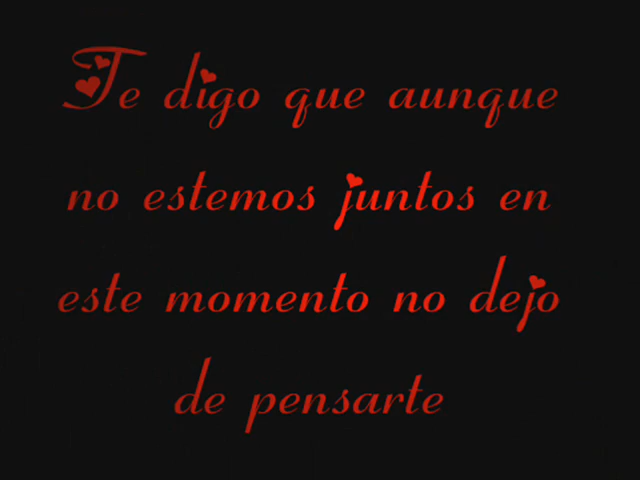 Te digo que aunque
no estemos juntos en
este momento no dejo
de pensarte